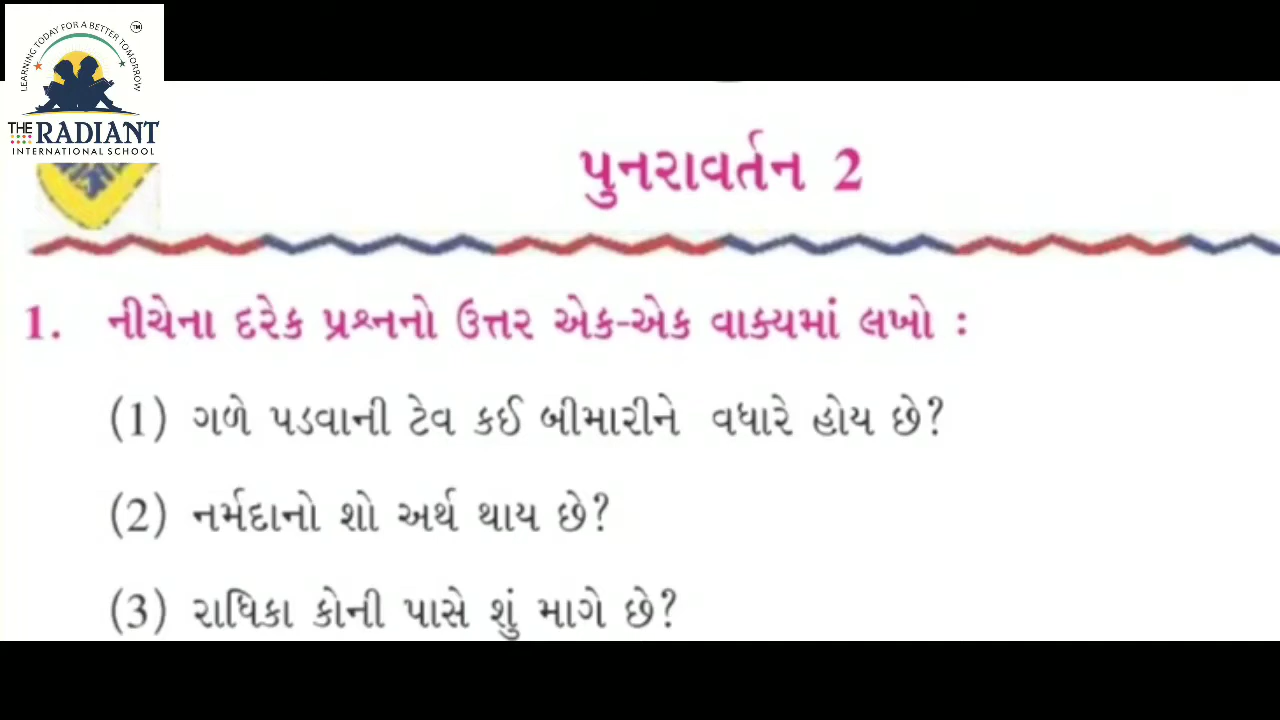 LEARNING TODAY FOR A BETTER TOMORROW
TM
THE RADIANT
INTERNATIONAL SCHOOL
પુનરાવર્તન 2
1. નીચેના દરેક પ્રશ્નનો ઉત્તર એક-એક વાક્યમાં લખો :
(1) ગળે પડવાની ટેવ કઈ બીમારીને વધારે હોય છે?
(2) નર્મદાનો શો અર્થ થાય છે?
(3) રાધિકા કોની પાસે શું માગે છે?